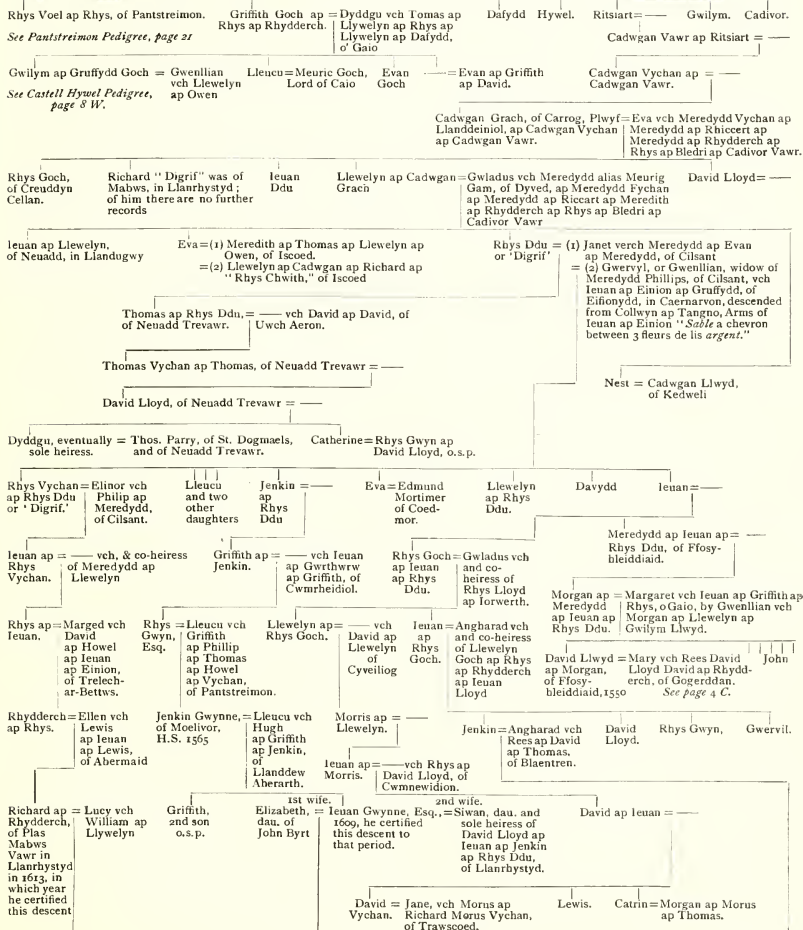 Rhys Voel ap Rhys, of Pantstreimon.
See Pantstreimon Pedigree, page 21
Griffith Goch ap = Dyddgu vch Tomas ap
Rhys ap Rhydderch. Llywelyn ap Rhys ap
Llywelyn ap Dafydd,
o' Gaio
Dafydd
Hywel.
Ritsiart = ——
Gwilym.
Cadivor.
Cadwgan Vawr ap Ritsiart = ——
Gwilym ap Gruffydd Goch = Gwenllian
vch Llewelyn
ap Owen
See Castell Hywel Pedigree,
page 8 W.
Lleucu = Meuric Goch,
Lord of Caio
Evan
Goch
—— = Evan ap Griffith
ap David.
Cadwgan Vychan ap = ——
Cadwgan Vawr.
Cadwgan Grach, of Carrog, Plwyf = Eva vch Meredydd Vychan ap
Llanddeiniol, ap Cadwgan Vychan Meredydd ap Rhiccert ap
ap Cadwgan Vawr. Meredydd ap Rhydderch ap
Rhys ap Bledri ap Cadivor Vawr.
Rhys Goch,
of Creuddyn
Cellan.
Richard "Digrif" was of
Mabws, in Llanrhystyd;
of him there are no further
records
Ieuan
Ddu
Llewelyn ap Cadwgan = Gwladus vch Meredydd alias Meurig
Grach Gam, of Dyved, ap Meredydd Fychan
ap Meredydd ap Riccart ap Meredith
ap Rhydderch ap Rhys ap Bledri ap
Cadivor Vawr
David Lloyd = ——
Ieuan ap Llewelyn,
of Neuadd, in Llandugwy
Eva = (1) Meredith ap Thomas ap Llewelyn ap
Owen, of Iscoed.
= (2) Llewelyn ap Cadwgan ap Richard ap
"Rhys Chwith," of Iscoed
Rhys Ddu = (1) Janet verch Meredydd ap Evan
or 'Digrif' ap Meredydd, of Cilsant
= (2) Gwervyl, or Gwenllian, widow of
Meredydd Phillips, of Cilsant, vch
Ieuan ap Einion ap Gruffydd, of
Eifionydd, in Caernarvon, descended
from Collwyn ap Tangno, Arms of
Ieuan ap Einion "Sable a chevron
between 3 fleurs de lis argent."
Thomas ap Rhys Ddu, = —— vch David ap David, of
of Neuadd Trevawr. Uwch Aeron.
Thomas Vychan ap Thomas, of Neuadd Trevawr = ——
Nest = Cadwgan Llwyd,
of Kedweli
David Lloyd, of Neuadd Trevawr = ——
Dyddgu, eventually = Thos. Parry, of St. Dogmaels,
sole heiress. and of Neuadd Trevawr.
Catherine = Rhys Gwyn ap
David Lloyd, o.s.p.
Rhys Vychan = Elinor vch
ap Rhys Ddu Philip ap
or 'Digrif.' Meredydd,
of Cilsant.
Lleucu
and two
other
daughters
Jenkin = ——
ap
Rhys
Ddu
Eva = Edmund
Mortimer
of Coed-
mor.
Llewelyn
ap Rhys
Ddu.
Davydd
Ieuan = ——
Meredydd ap Ieuan ap = ——
Rhys Ddu, of Ffosy-
bleiddiaid.
Ieuan ap = —— vch, & co-heiress
Rhys of Meredydd ap
Vychan. Llewelyn
Griffith ap = —— vch Ieuan
Jenkin. ap Gwrthwrw
ap Griffith, of
Cwmrheidiol.
Rhys Goch = Gwladus vch
ap Ieuan and co-
ap Rhys heiress of
Ddu. Rhys Lloyd
ap Iorwerth.
Morgan ap = Margaret vch Ieuan ap Griffith ap
Meredydd Rhys, o Gaio, by Gwenllian vch
ap Ieuan ap Morgan ap Llewelyn ap
Rhys Ddu. Gwilym Llwyd.
Rhys ap = Marged vch
Ieuan. David
ap Howel
ap Ieuan
ap Einion,
of Trelech-
ar-Bettws.
Rhys = Lleucu vch
Gwyn, Griffith
Esq. ap Phillip
ap Thomas
ap Howel
ap Vychan,
of Pantstreimon.
Llewelyn ap = —— vch
Rhys Goch. David ap
Llewelyn
of
Cyveiliog
Ieuan = Angharad vch
ap and co-heiress
Rhys of Llewelyn
Goch. Goch ap Rhys
ap Rhydderch
ap Ieuan
Lloyd
David Llwyd = Mary vch Rees David
ap Morgan, Lloyd David ap Rhydd-
of Ffosy- erch, of Gogerddan.
bleiddiaid, 1550 See page 4 C.
John
Rhydderch = Ellen vch
ap Rhys. Lewis
ap Ieuan
ap Lewis,
of Abermaid
Jenkin Gwynne, = Lleucu vch
of Moelivor, Hugh
H.S. 1565 ap Griffith
ap Jenkin,
of
Llanddew
Aherarth.
Morris ap = ——
Llewelyn.
Jenkin = Angharad vch
Rees ap David
ap Thomas.
of Blaentren.
David
Lloyd.
Rhys Gwyn,
Gwervil.
Ieuan ap = —— vch Rhys ap
Morris. David Lloyd, of
Cwmnewidion.
Richard ap = Lucy vch
Rhydderch, William ap
of Plas Llywelyn
Mabws
Vawr in
Llanrhystyd
in 1613, in
which year
he certified
this descent
Griffith,
2nd son
o.s.p.
1st wife.
2nd wife.
Elizabeth, = Ieuan Gwynne, Esq., = Siwan, dau. and
dau. of 1609, he certified sole heiress of
John Byrt this descent to David Lloyd ap
that period. Ieuan ap Jenkin
ap Rhys Ddu,
of Llanrhystyd.
David ap Ieuan = ——
David = Jane, vch Morus ap
Vychan. Richard Morus Vychan,
of Trawscoed.
Lewis.
Catrin = Morgan ap Morus
ap Thomas.